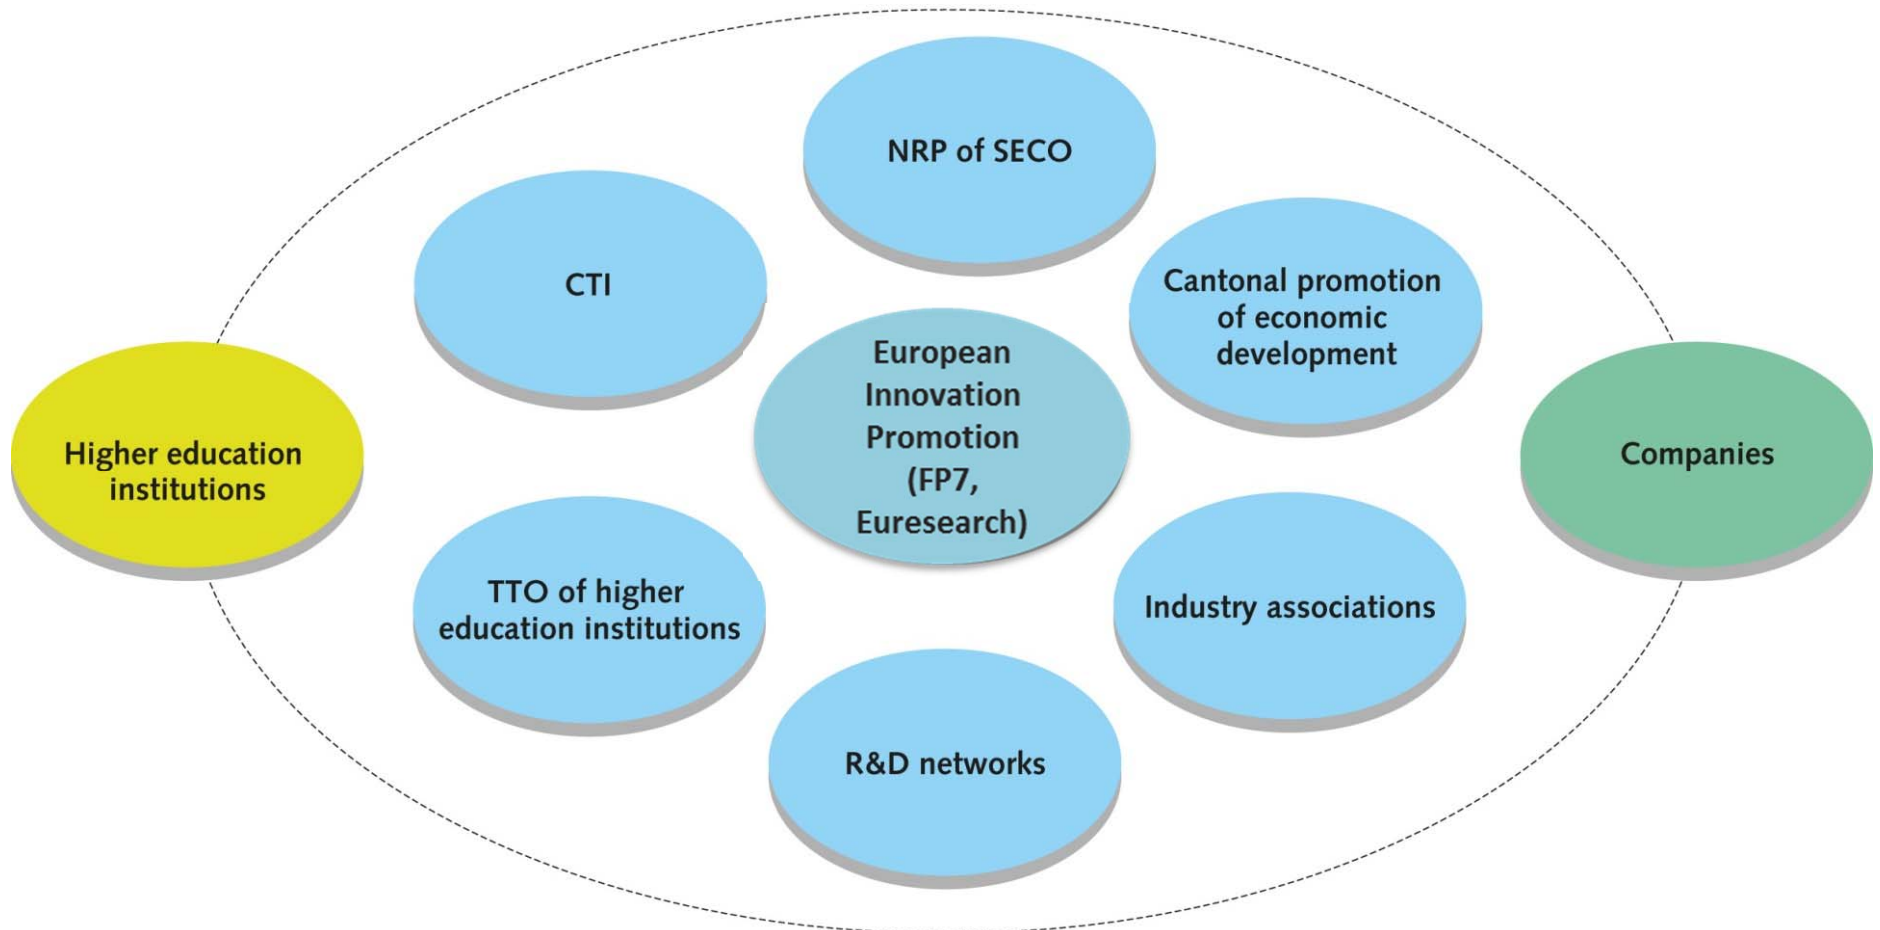 NRP of SECO
CTI
Cantonal promotion
of economic
development
European
Innovation
Promotion
(FP7,
Euresearch)
Higher education
institutions
Companies
TTO of higher
education institutions
Industry associations
R&D networks